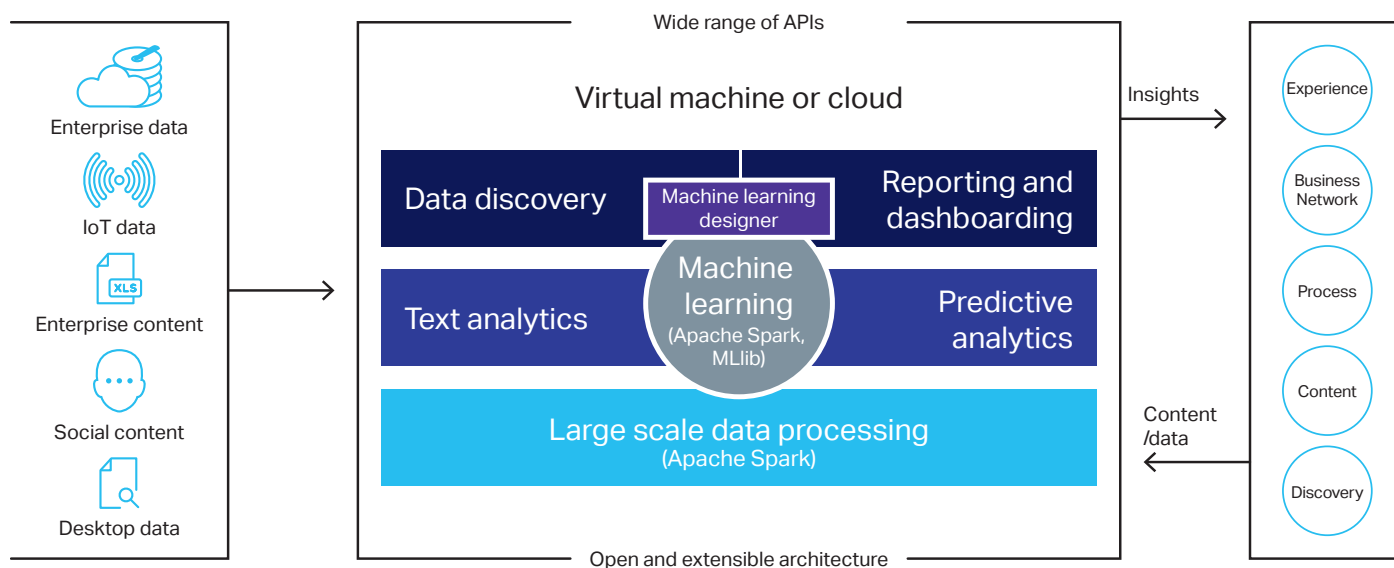 Enterprise data
IoT data
XLS
Enterprise content
Social content
Desktop data
Wide range of APIs
Virtual machine or cloud
Data discovery
Machine learning
designer
Reporting and
dashboarding
Text analytics
Machine
learning
(Apache Spark,
MLlib)
Predictive
analytics
Large scale data processing
(Apache Spark)
Open and extensible architecture
Insights
Content
/data
Experience
Business
Network
Process
Content
Discovery